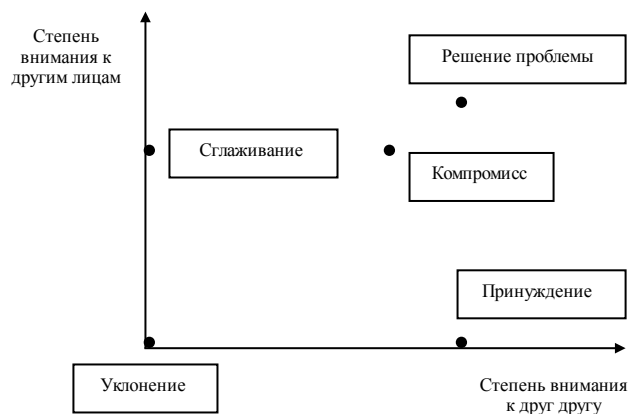 Степень
внимания к
другим лицам
Решение проблемы
Сглаживание
Компромисс
Принуждение
Уклонение
Степень внимания
к друг другу